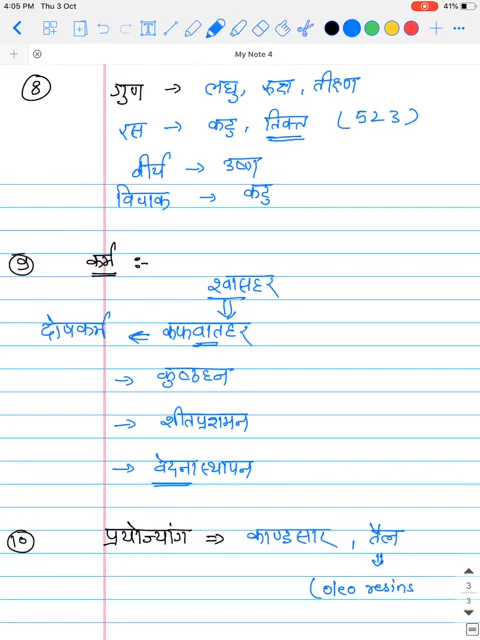 4:05 PM Thu 3 Oct 41%
My Note 4
8 गुण → लघु, रुक्ष, तीक्ष्ण
रस → कटु, तिक्त (523)
वीर्य → उष्ण
विपाक → कटु
9 कर्म :-
श्वासहर
⇓
दोषकर्म ← कफवातहर
→ कुष्ठघ्न
→ शीतप्रशमन
→ वेदनास्थापन
10 प्रयोज्यांग ⇒ काण्डसार, तैल
⇓
(oleo resins
3
3